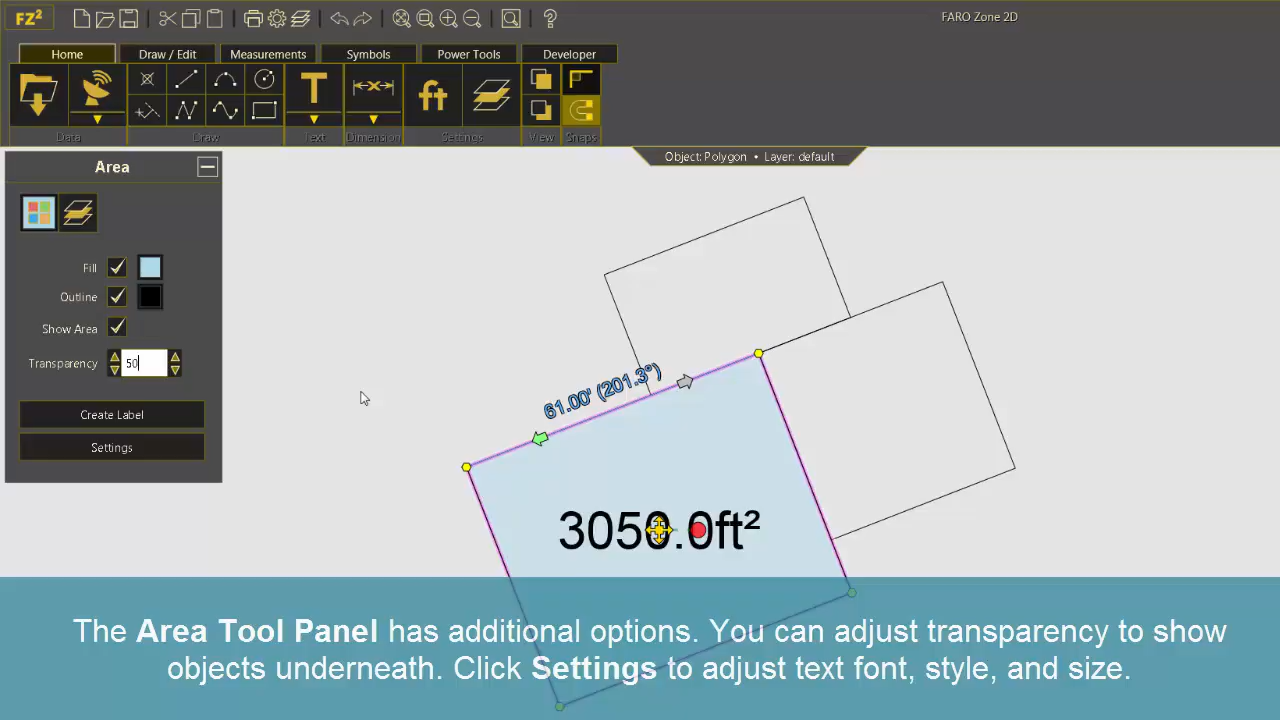 FZ²
FARO Zone 2D
Home Draw / Edit Measurements Symbols Power Tools Developer
T ft
Data Draw Text Dimension Settings View Snaps
Object: Polygon • Layer: default
Area
Fill
Outline
Show Area
Transparency 50
Create Label
Settings
61.00' (201.3°)
3050.0ft²
The Area Tool Panel has additional options. You can adjust transparency to show
objects underneath. Click Settings to adjust text font, style, and size.